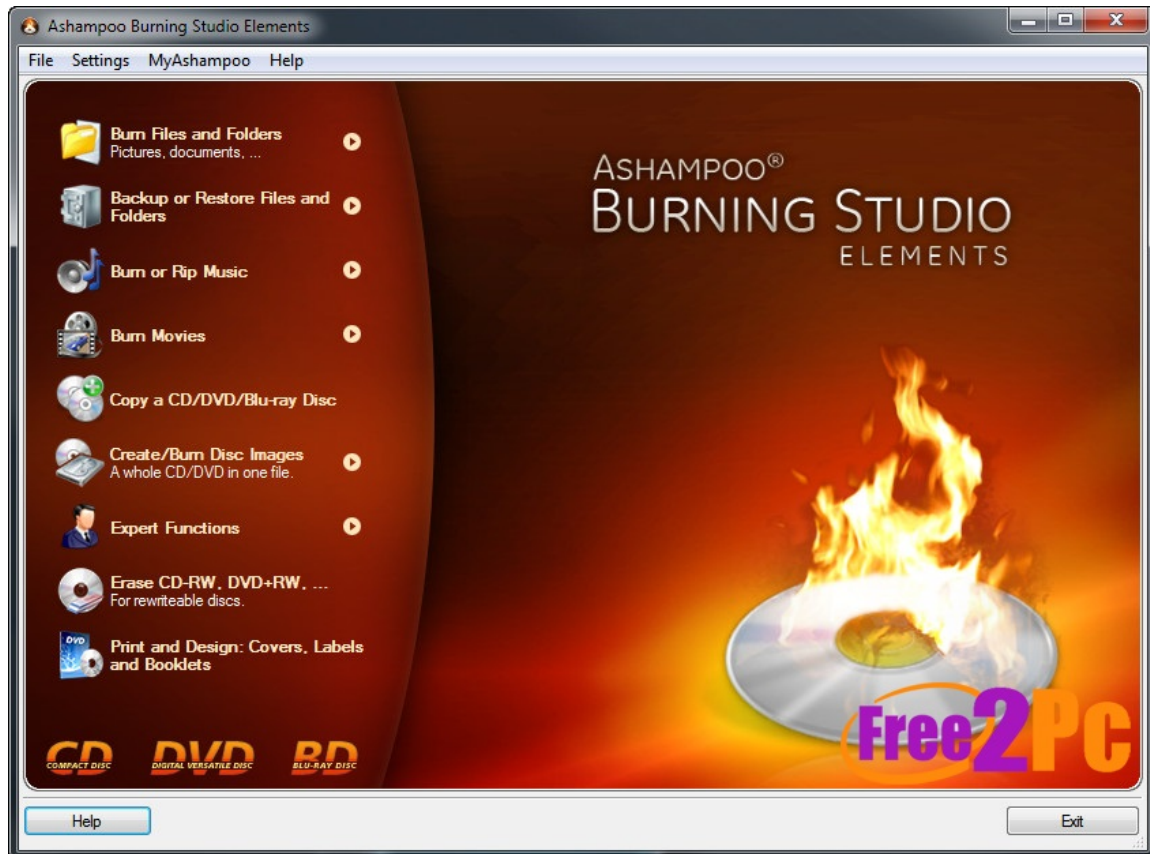 Ashampoo Burning Studio Elements
File Settings MyAshampoo Help
Burn Files and Folders
Pictures, documents, ...
Backup or Restore Files and
Folders
Burn or Rip Music
Burn Movies
Copy a CD/DVD/Blu-ray Disc
Create/Burn Disc Images
A whole CD/DVD in one file.
Expert Functions
Erase CD-RW, DVD+RW, ...
For rewriteable discs.
DVD
Print and Design: Covers, Labels
and Booklets
CD
COMPACT DISC
DVD
DIGITAL VERSATILE DISC
BD
BLU-RAY DISC
ASHAMPOO®
BURNING STUDIO
ELEMENTS
Free2Pc
Help
Exit